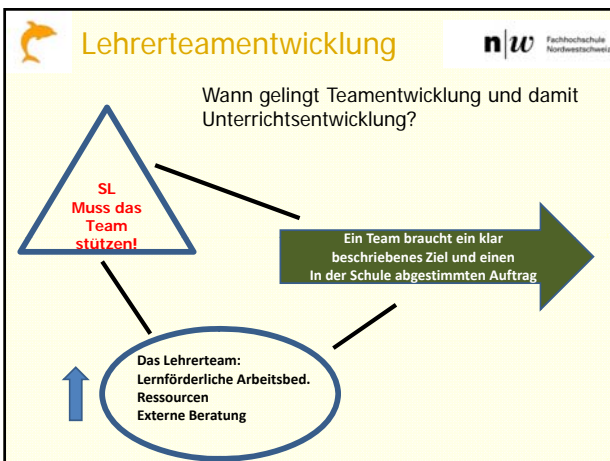 Lehrerteamentwicklung
n|w Fachhochschule
Nordwestschweiz
Wann gelingt Teamentwicklung und damit
Unterrichtsentwicklung?
SL
Muss das
Team
stützen!
Ein Team braucht ein klar
beschriebenes Ziel und einen
In der Schule abgestimmten Auftrag
Das Lehrerteam:
Lernförderliche Arbeitsbed.
Ressourcen
Externe Beratung